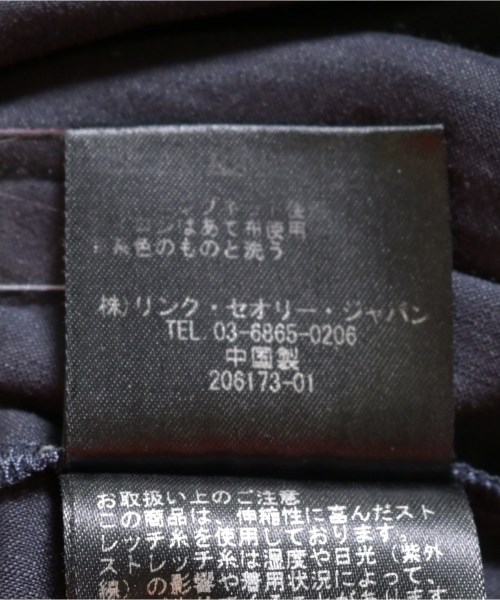 はあて布使用
色のものと洗う
株)リンク・セオリー・ジャパン
TEL 03-6865-0206
中国製
206173-01
お取扱い上のご注意
この商品は、伸縮性に富んだスト
レッチ糸を使用しております。
ストレッチ糸は湿度や日光(紫外
線)の影響や着用状況によって、